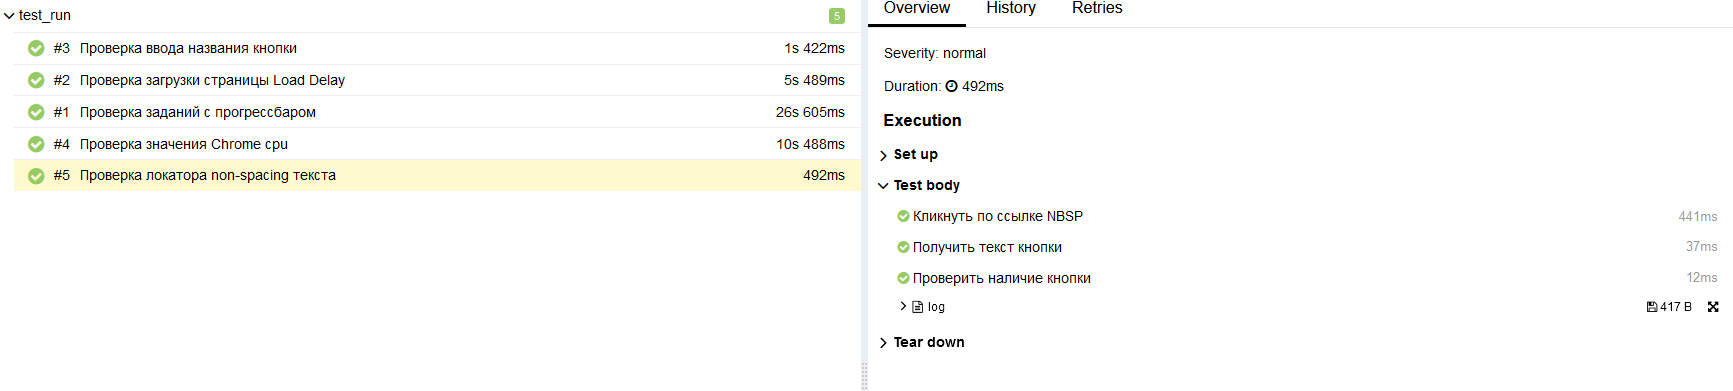 test_run 5
#3 Проверка ввода названия кнопки 1s 422ms
#2 Проверка загрузки страницы Load Delay 5s 489ms
#1 Проверка заданий с прогрессбаром 26s 605ms
#4 Проверка значения Chrome cpu 10s 488ms
#5 Проверка локатора non-spacing текста 492ms
Overview History Retries
Severity: normal
Duration: 492ms
Execution
Set up
Test body
Кликнуть по ссылке NBSP 441ms
Получить текст кнопки 37ms
Проверить наличие кнопки 12ms
log 417 B
Tear down